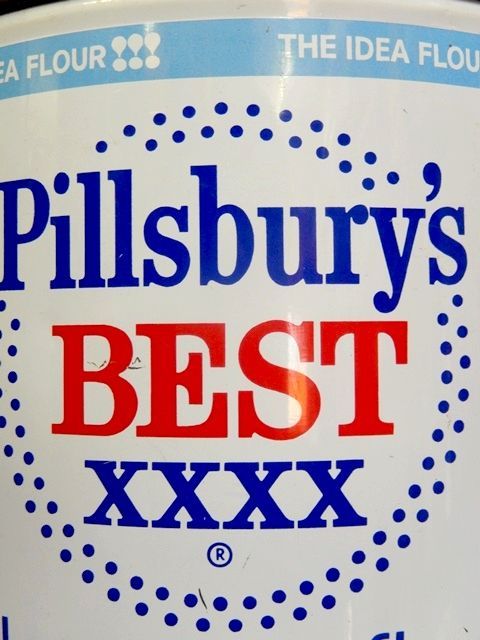 EA FLOUR !!! THE IDEA FLOU
Pillsbury's
BEST
XXXX
®